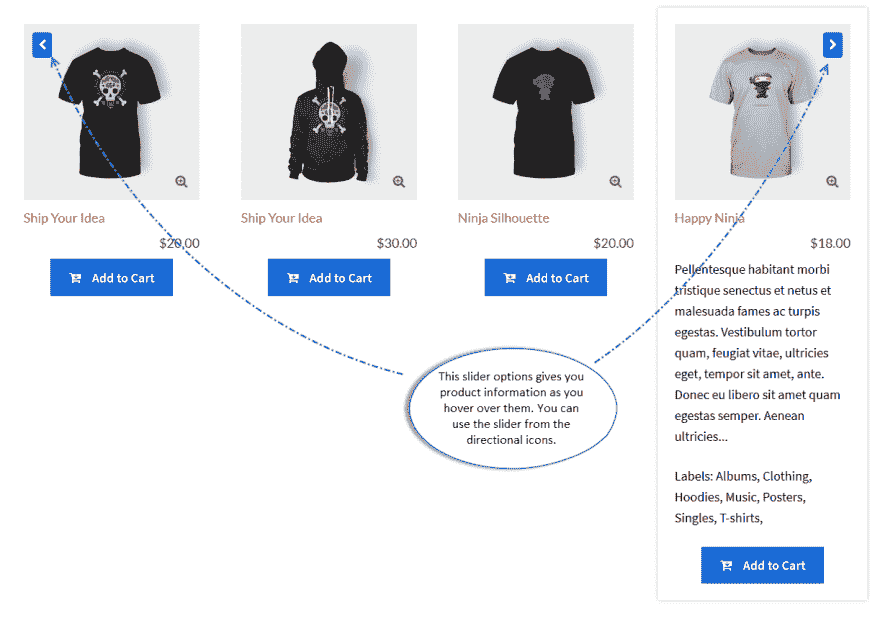 Ship Your Idea
$20.00
Add to Cart
Ship Your Idea
$30.00
Add to Cart
Ninja Silhouette
$20.00
Add to Cart
Happy Ninja
$18.00
Pellentesque habitant morbi
tristique senectus et netus et
malesuada fames ac turpis
egestas. Vestibulum tortor
quam, feugiat vitae, ultricies
eget, tempor sit amet, ante.
Donec eu libero sit amet quam
egestas semper. Aenean
ultricies...
Labels: Albums, Clothing,
Hoodies, Music, Posters,
Singles, T-shirts,
Add to Cart
This slider options gives you
product information as you
hover over them. You can
use the slider from the
directional icons.